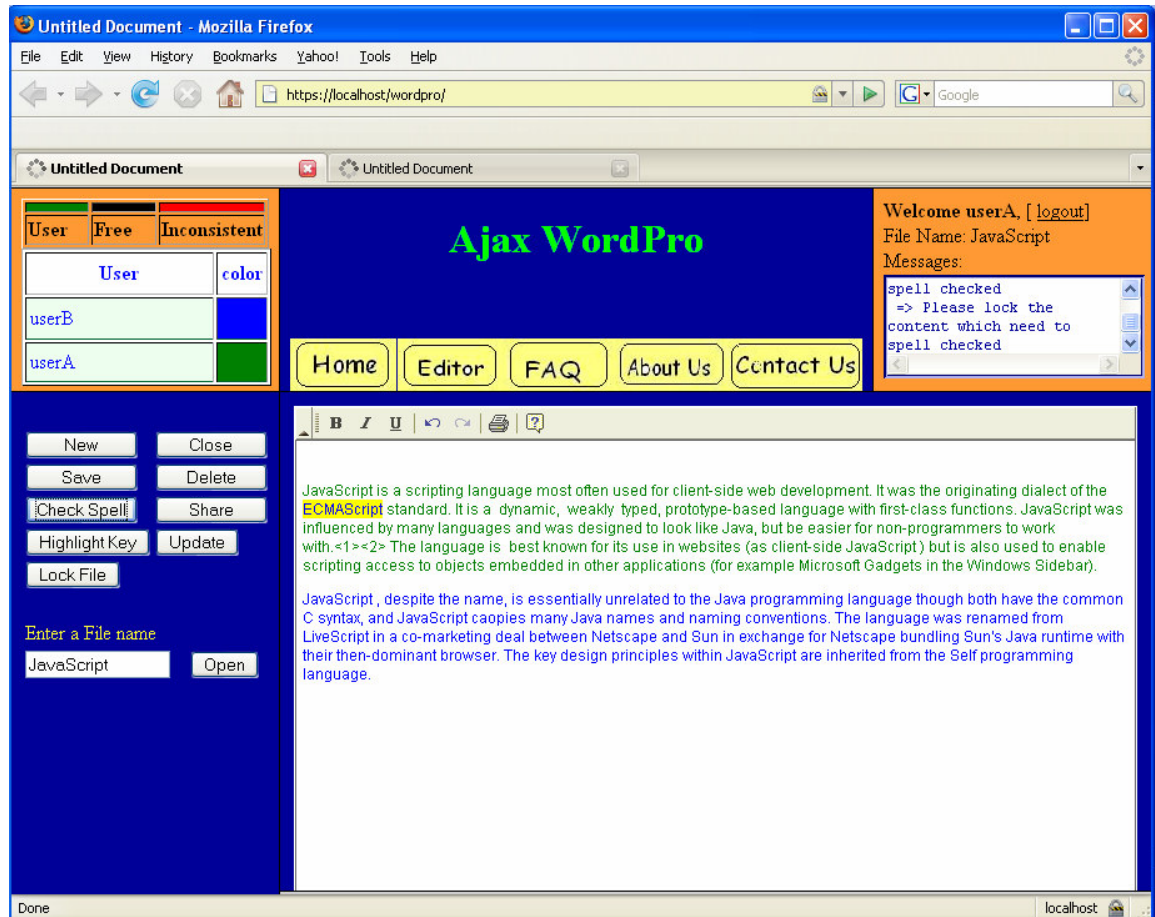 Untitled Document - Mozilla Firefox
File Edit View History Bookmarks Yahoo! Tools Help
https://localhost/wordpro/
G Google
Untitled Document
Untitled Document
User Free Inconsistent
User color
userB
userA
Ajax WordPro
Home Editor FAQ About Us Contact Us
Welcome userA, [ logout]
File Name: JavaScript
Messages:
spell checked
=> Please lock the
content which need to
spell checked
New Close
Save Delete
Check Spell Share
Highlight Key Update
Lock File
Enter a File name
JavaScript Open
B I U
JavaScript is a scripting language most often used for client-side web development. It was the originating dialect of the
ECMAScript standard. It is a dynamic, weakly typed, prototype-based language with first-class functions. JavaScript was
influenced by many languages and was designed to look like Java, but be easier for non-programmers to work
with.<1><2> The language is best known for its use in websites (as client-side JavaScript ) but is also used to enable
scripting access to objects embedded in other applications (for example Microsoft Gadgets in the Windows Sidebar).
JavaScript , despite the name, is essentially unrelated to the Java programming language though both have the common
C syntax, and JavaScript caopies many Java names and naming conventions. The language was renamed from
LiveScript in a co-marketing deal between Netscape and Sun in exchange for Netscape bundling Sun's Java runtime with
their then-dominant browser. The key design principles within JavaScript are inherited from the Self programming
language.
Done localhost